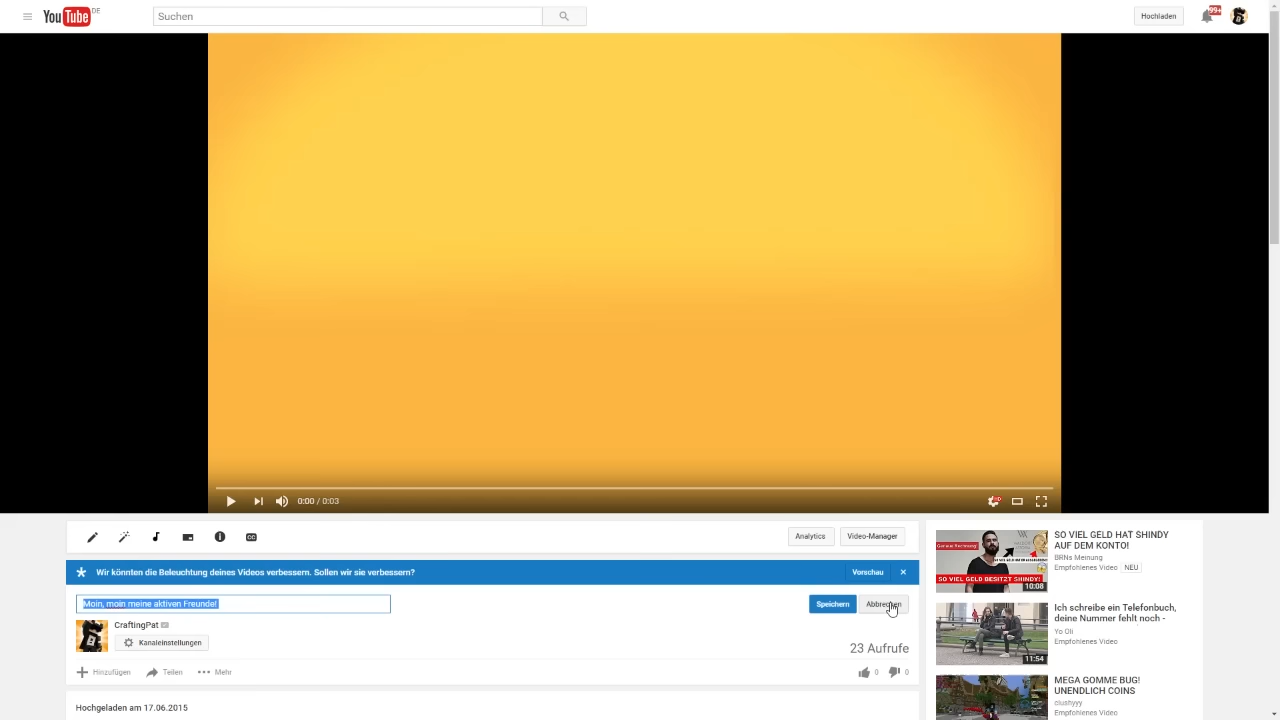 YouTube DE
Suchen
Hochladen
99+
0:00 / 0:03
HD
Analytics
Video-Manager
Wir könnten die Beleuchtung deines Videos verbessern. Sollen wir sie verbessern?
Vorschau
Moin, moin meine aktiven Freunde!
Speichern
Abbrechen
CraftingPat
Kanaleinstellungen
23 Aufrufe
Hinzufügen
Teilen
Mehr
0
0
Hochgeladen am 17.06.2015
SO VIEL GELD BESITZT SHINDY!
10:08
SO VIEL GELD HAT SHINDY
AUF DEM KONTO!
BRNs Meinung
Empfohlenes Video NEU
11:54
Ich schreibe ein Telefonbuch,
deine Nummer fehlt noch -
Yo Oli
Empfohlenes Video
MEGA GOMME BUG!
UNENDLICH COINS
clushyyy
Empfohlenes Video